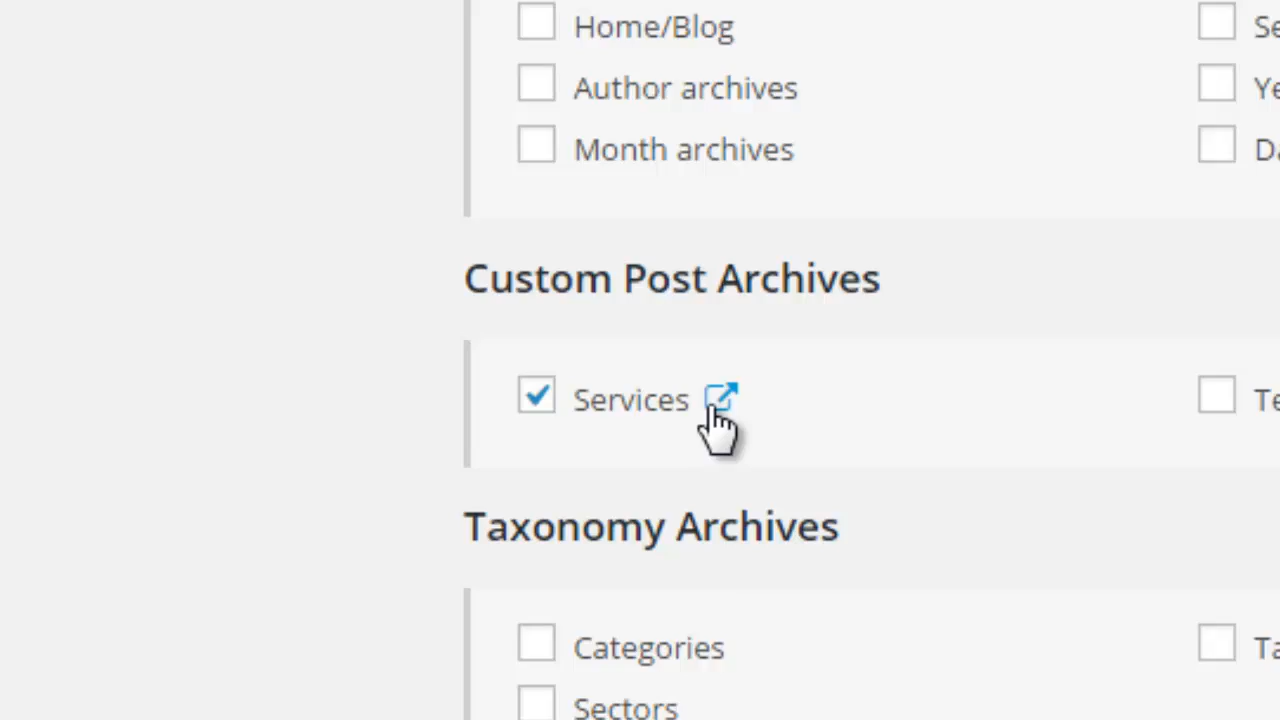 Home/Blog
Author archives
Month archives
Custom Post Archives
Services
Taxonomy Archives
Categories
Sectors